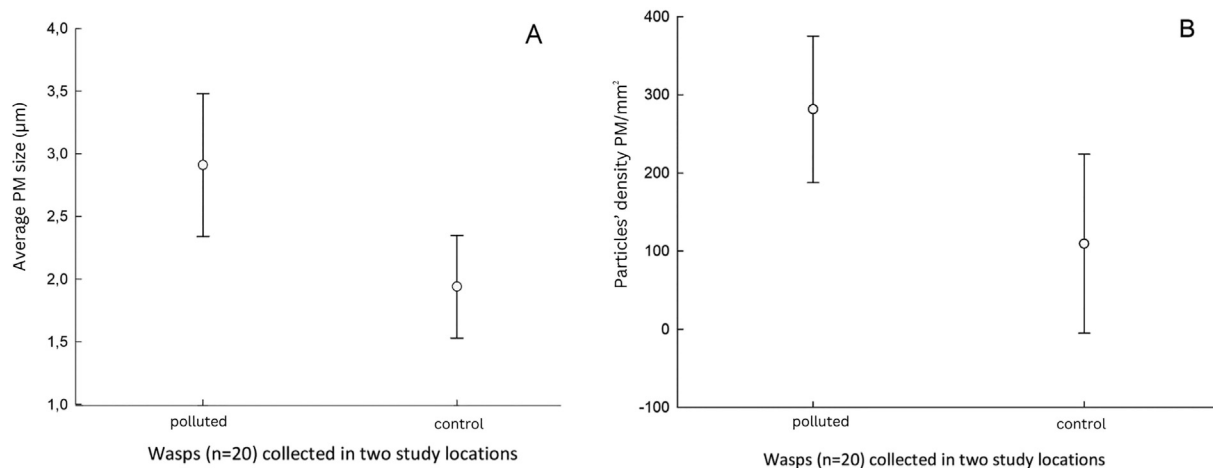 A
Average PM size (μm)
4,0
3,5
3,0
2,5
2,0
1,5
1,0
polluted
control
Wasps (n=20) collected in two study locations
B
Particles’ density PM/mm²
400
300
200
100
0
-100
polluted
control
Wasps (n=20) collected in two study locations